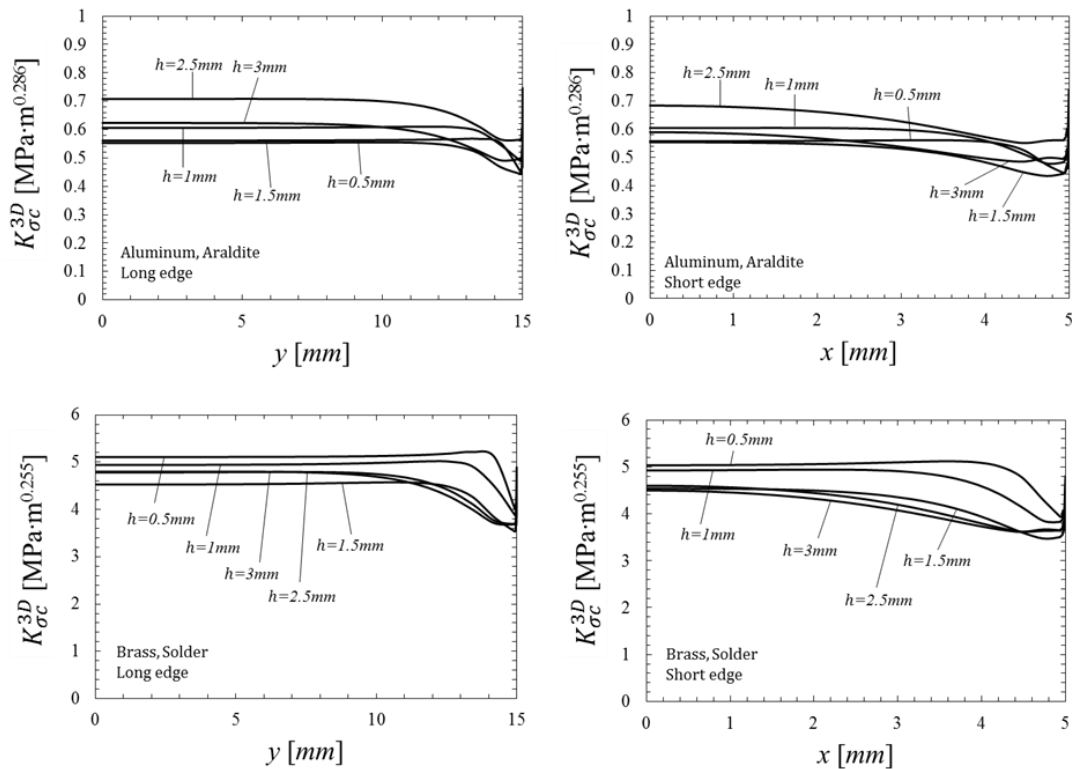 K_{σc}^{3D} [MPa·m^{0.286}]
1
0.9
0.8
0.7
0.6
0.5
0.4
0.3
0.2
0.1
0
h=2.5mm
h=3mm
h=1mm
h=1.5mm
h=0.5mm
Aluminum, Araldite
Long edge
0 5 10 15
y [mm]
K_{σc}^{3D} [MPa·m^{0.286}]
1
0.9
0.8
0.7
0.6
0.5
0.4
0.3
0.2
0.1
0
h=2.5mm
h=1mm
h=0.5mm
h=3mm
h=1.5mm
Aluminum, Araldite
Short edge
0 1 2 3 4 5
x [mm]
K_{σc}^{3D} [MPa·m^{0.255}]
6
5
4
3
2
1
0
h=0.5mm
h=1mm
h=1.5mm
h=3mm
h=2.5mm
Brass, Solder
Long edge
0 5 10 15
y [mm]
K_{σc}^{3D} [MPa·m^{0.255}]
6
5
4
3
2
1
0
h=0.5mm
h=1mm
h=3mm
h=1.5mm
h=2.5mm
Brass, Solder
Short edge
0 1 2 3 4 5
x [mm]